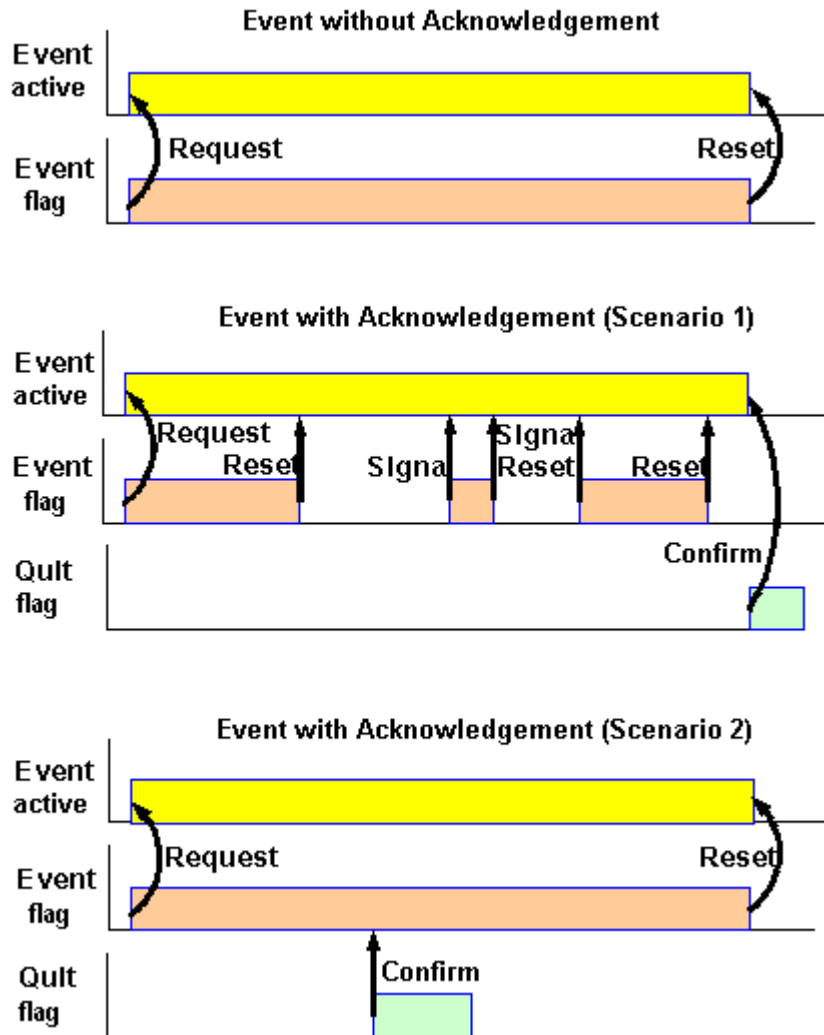 Event without Acknowledgement
Event
active
Request
Reset
Event
flag
Event with Acknowledgement (Scenario 1)
Event
active
Request
SIgna
Reset
SIgna
Reset
Reset
Event
flag
Confirm
QuIt
flag
Event with Acknowledgement (Scenario 2)
Event
active
Request
Reset
Event
flag
Confirm
QuIt
flag